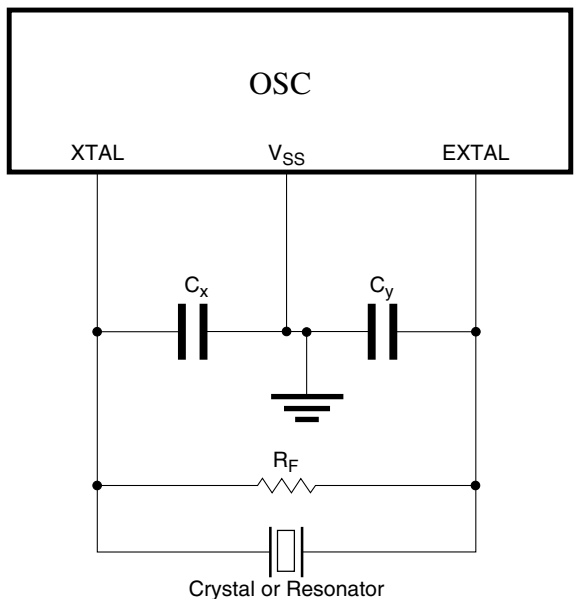 OSC
XTAL
VSS
EXTAL
Cx
Cy
RF
Crystal or Resonator